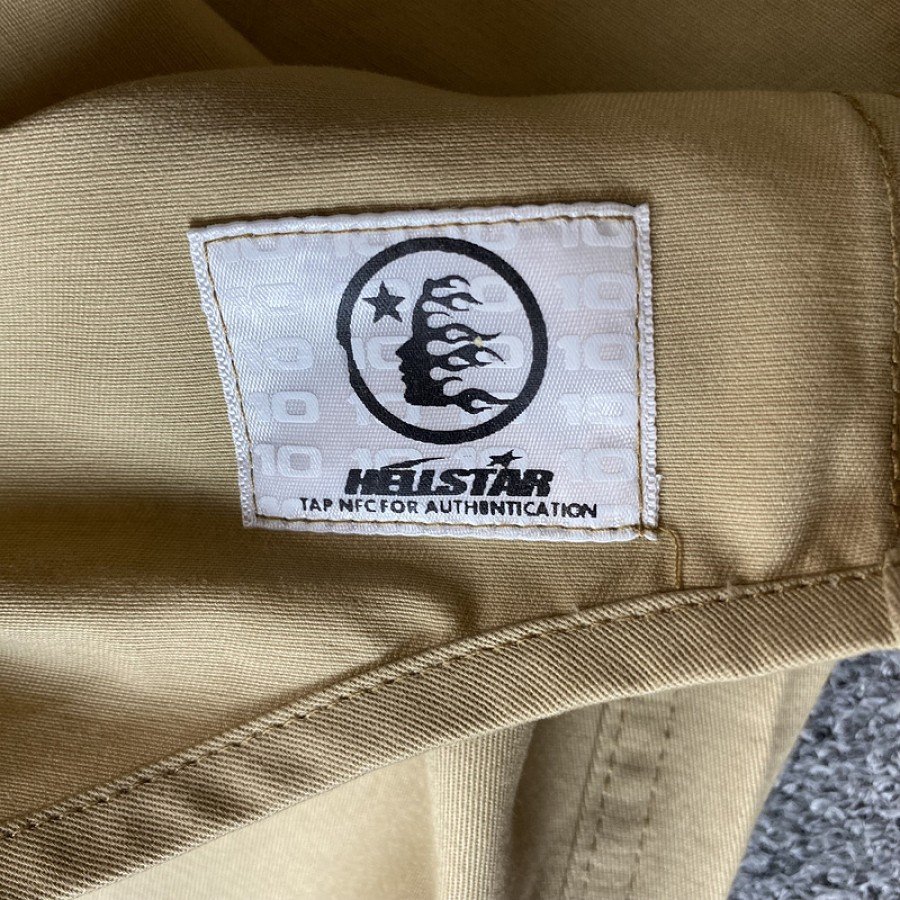 HELLSTAR
TAP NFC FOR AUTHENTICATION